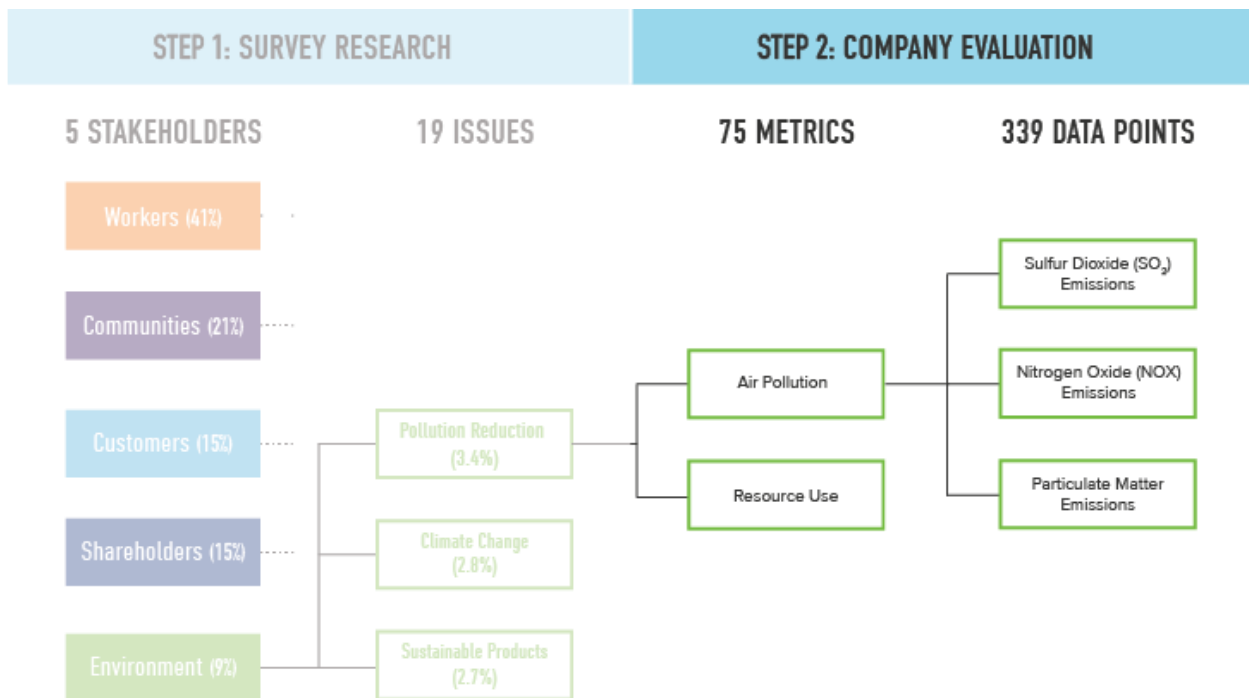 STEP 1: SURVEY RESEARCH
STEP 2: COMPANY EVALUATION
5 STAKEHOLDERS
19 ISSUES
75 METRICS
339 DATA POINTS
Workers (41%)
Communities (21%)
Customers (15%)
Shareholders (15%)
Environment (9%)
Pollution Reduction
(3.4%)
Climate Change
(2.8%)
Sustainable Products
(2.7%)
Air Pollution
Resource Use
Sulfur Dioxide (SO₂)
Emissions
Nitrogen Oxide (NOX)
Emissions
Particulate Matter
Emissions